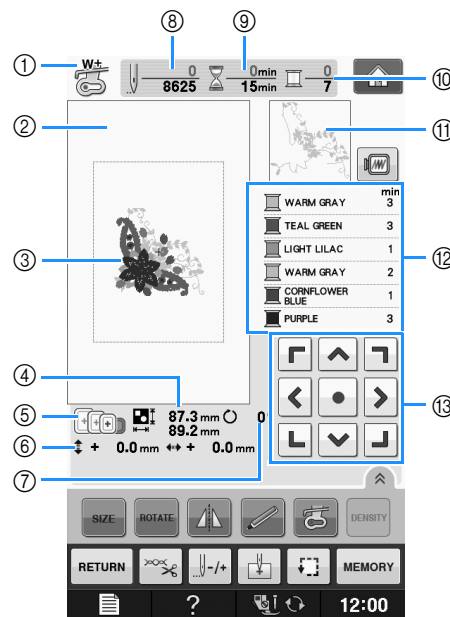 ⑧ ⑨
① W± 0 0min 0 ⑩
8625 15min 7
② ⑪
min
WARM GRAY 3
TEAL GREEN 3
LIGHT LILAC 1
③ ⑫
WARM GRAY 2
CORNFLOWER
BLUE 1
PURPLE 3
④ ⑬
⑤ 87.3 mm 0
89.2 mm
⑥ + 0.0 mm + 0.0 mm
⑦
SIZE ROTATE DENSITY
RETURN -/+ MEMORY
? 12:00